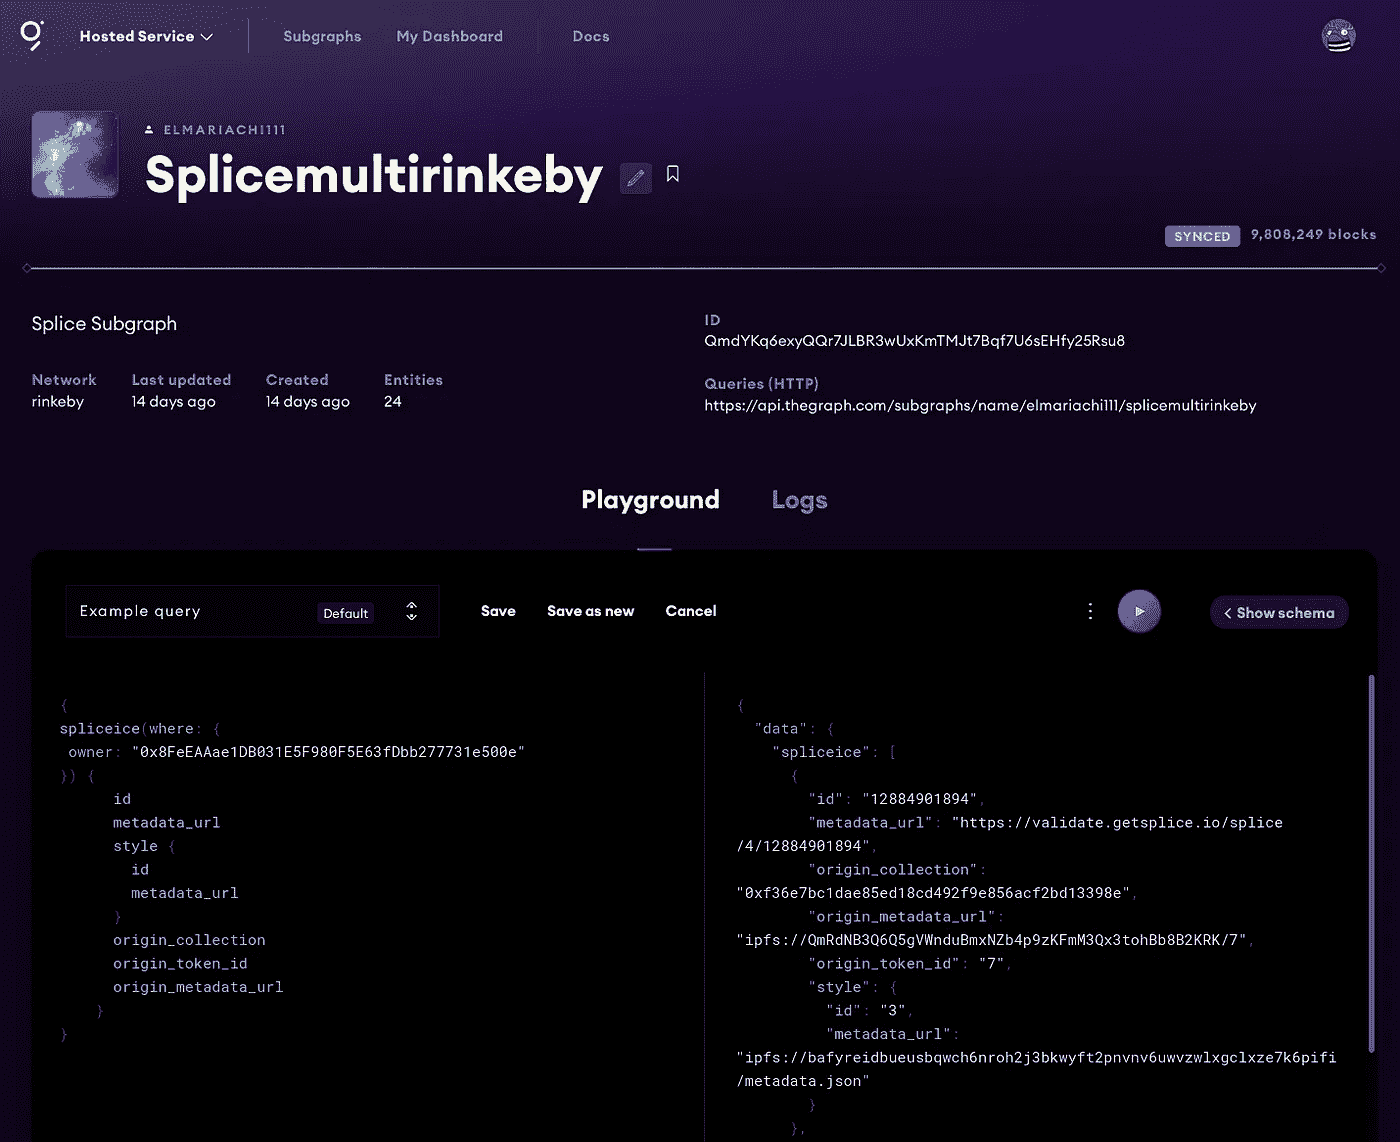 Hosted Service
Subgraphs
My Dashboard
Docs
ELMARIACHI111
Splicemultirinkeby
SYNCED
9,808,249 blocks
Splice Subgraph
ID
QmdYKq6exyQQr7JLBR3wUxKmTMJt7Bqf7U6sEHfy25Rsu8
Network
Last updated
Created
Entities
rinkeby
14 days ago
14 days ago
24
Queries (HTTP)
https://api.thegraph.com/subgraphs/name/elmariachi111/splicemultirinkeby
Playground
Logs
Example query
Default
Save
Save as new
Cancel
< Show schema
{
spliceice(where: {
owner: "0x8FeEAAae1DB031E5F980F5E63fDbb277731e500e"
}) {
id
metadata_url
style {
id
metadata_url
}
origin_collection
origin_token_id
origin_metadata_url
}
}
{
"data": {
"spliceice": [
{
"id": "12884901894",
"metadata_url": "https://validate.getsplice.io/splice
/4/12884901894",
"origin_collection":
"0xf36e7bc1dae85ed18cd492f9e856acf2bd13398e",
"origin_metadata_url":
"ipfs://QmRdNB3Q6Q5gVWnduBmxNZb4p9zKFmM3Qx3tohBb8B2KRK/7",
"origin_token_id": "7",
"style": {
"id": "3",
"metadata_url":
"ipfs://bafyreidbueusbqwch6nroh2j3bkwyft2pnvnv6uwvzwlxgclxze7k6pifi
/metadata.json"
}
},